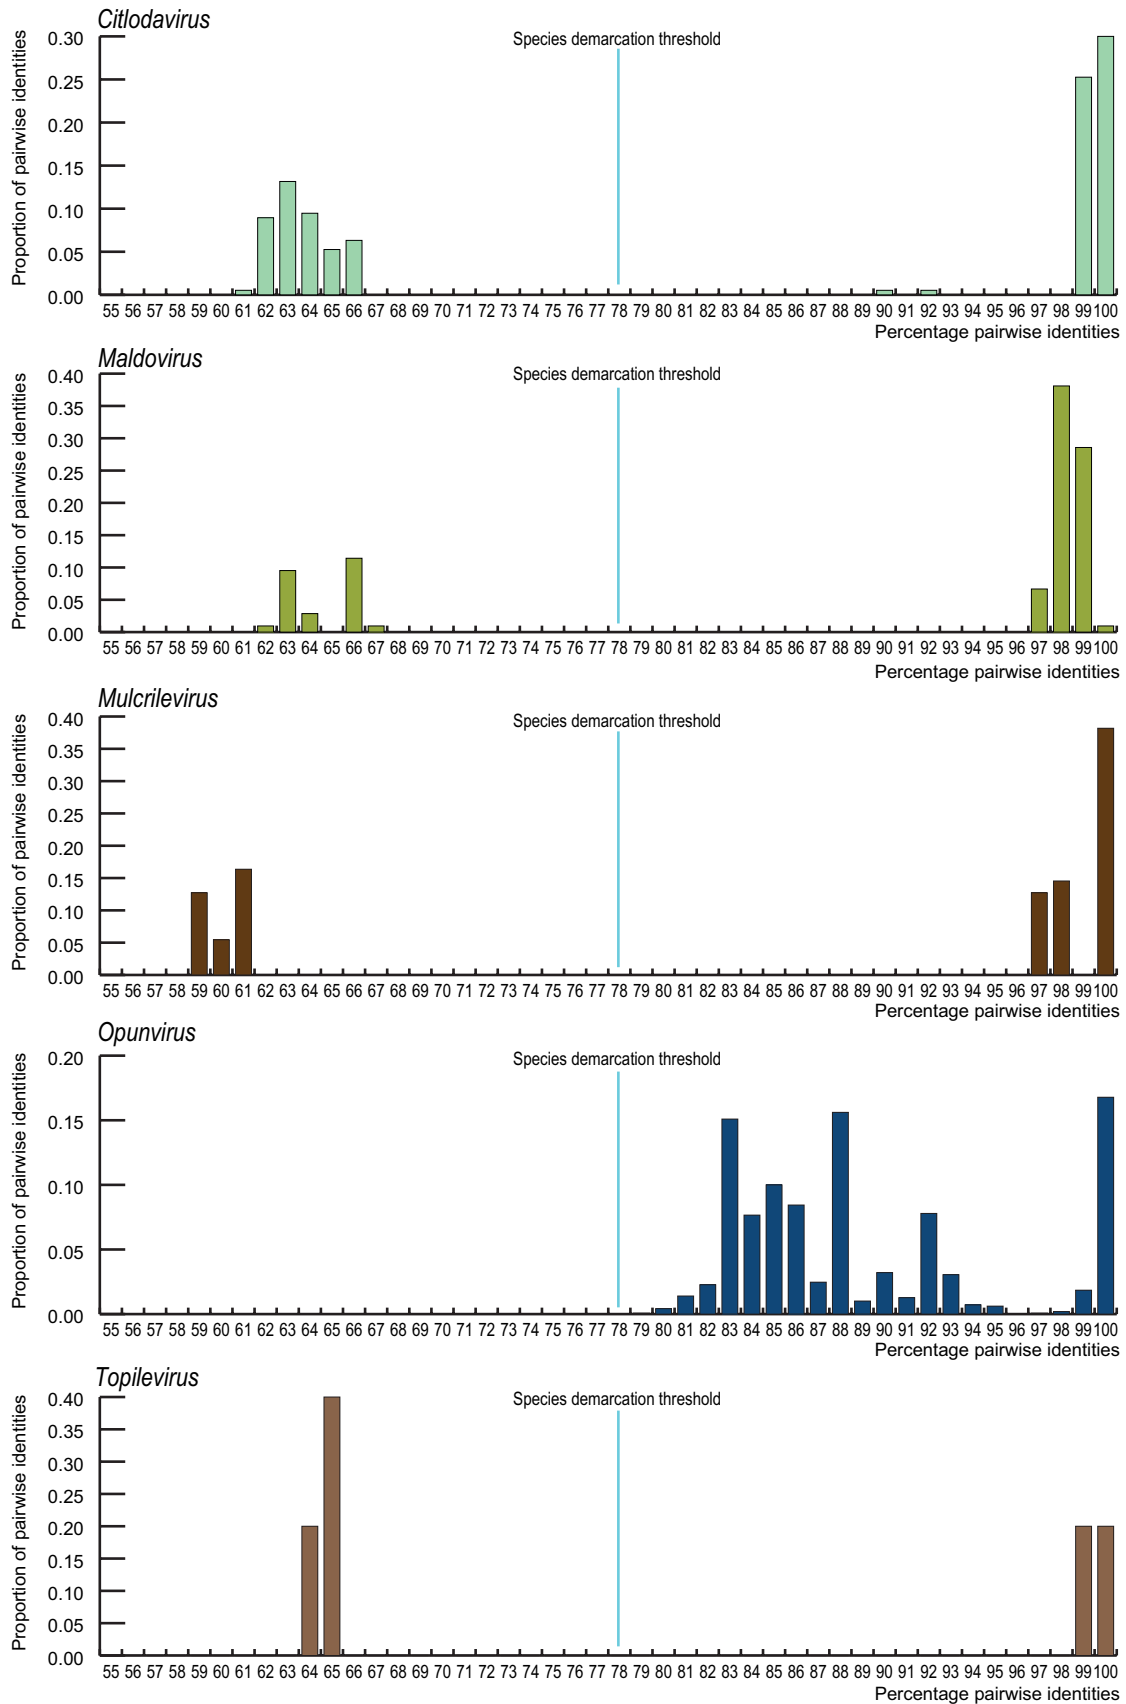 Citlodavirus
Species demarcation threshold
Proportion of pairwise identities
0.30
0.25
0.20
0.15
0.10
0.05
0.00
55 56 57 58 59 60 61 62 63 64 65 66 67 68 69 70 71 72 73 74 75 76 77 78 79 80 81 82 83 84 85 86 87 88 89 90 91 92 93 94 95 96 97 98 99 100
Percentage pairwise identities
Maldovirus
Species demarcation threshold
Proportion of pairwise identities
0.40
0.35
0.30
0.25
0.20
0.15
0.10
0.05
0.00
55 56 57 58 59 60 61 62 63 64 65 66 67 68 69 70 71 72 73 74 75 76 77 78 79 80 81 82 83 84 85 86 87 88 89 90 91 92 93 94 95 96 97 98 99 100
Percentage pairwise identities
Mulcrilevirus
Species demarcation threshold
Proportion of pairwise identities
0.40
0.35
0.30
0.25
0.20
0.15
0.10
0.05
0.00
55 56 57 58 59 60 61 62 63 64 65 66 67 68 69 70 71 72 73 74 75 76 77 78 79 80 81 82 83 84 85 86 87 88 89 90 91 92 93 94 95 96 97 98 99 100
Percentage pairwise identities
Opunvirus
Species demarcation threshold
Proportion of pairwise identities
0.20
0.15
0.10
0.05
0.00
55 56 57 58 59 60 61 62 63 64 65 66 67 68 69 70 71 72 73 74 75 76 77 78 79 80 81 82 83 84 85 86 87 88 89 90 91 92 93 94 95 96 97 98 99 100
Percentage pairwise identities
Topilevirus
Species demarcation threshold
Proportion of pairwise identities
0.40
0.35
0.30
0.25
0.20
0.15
0.10
0.05
0.00
55 56 57 58 59 60 61 62 63 64 65 66 67 68 69 70 71 72 73 74 75 76 77 78 79 80 81 82 83 84 85 86 87 88 89 90 91 92 93 94 95 96 97 98 99 100
Percentage pairwise identities